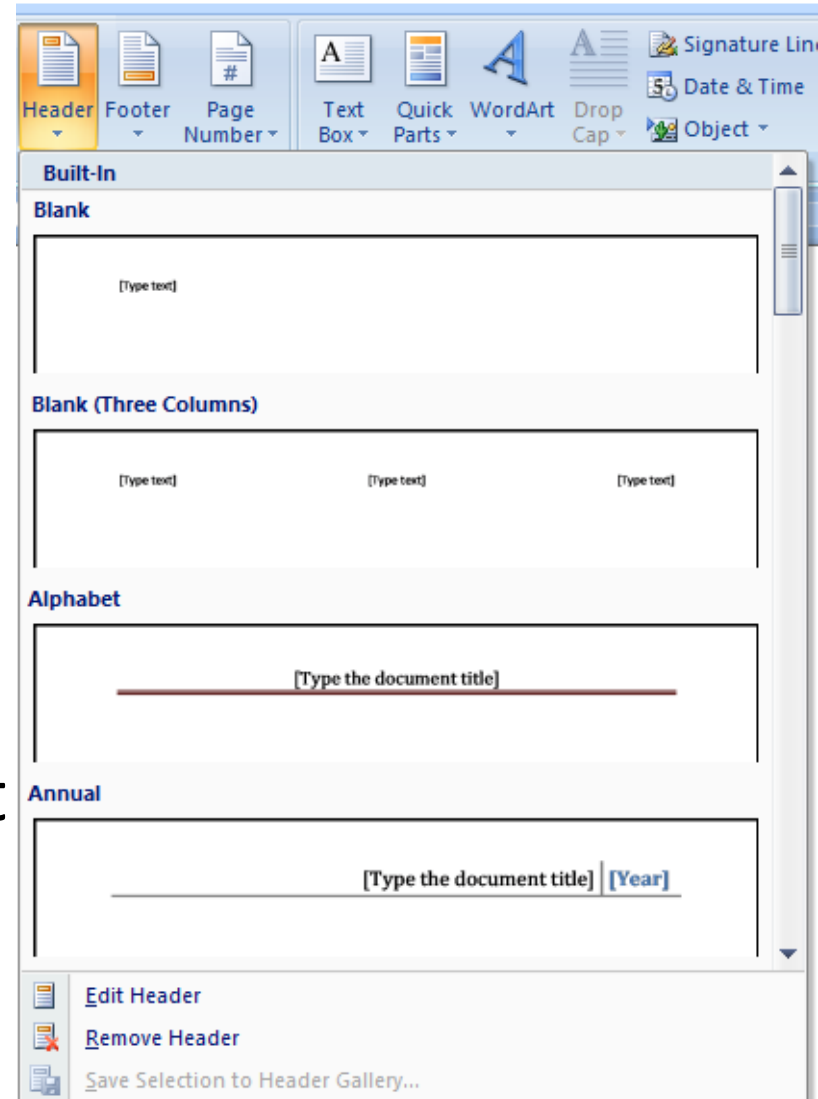 Header Footer Page Number Text Box Quick Parts WordArt Drop Cap
Signature Line
Date & Time
Object
Built-In
Blank
[Type text]
Blank (Three Columns)
[Type text] [Type text] [Type text]
Alphabet
[Type the document title]
Annual
[Type the document title] [Year]
Edit Header
Remove Header
Save Selection to Header Gallery...